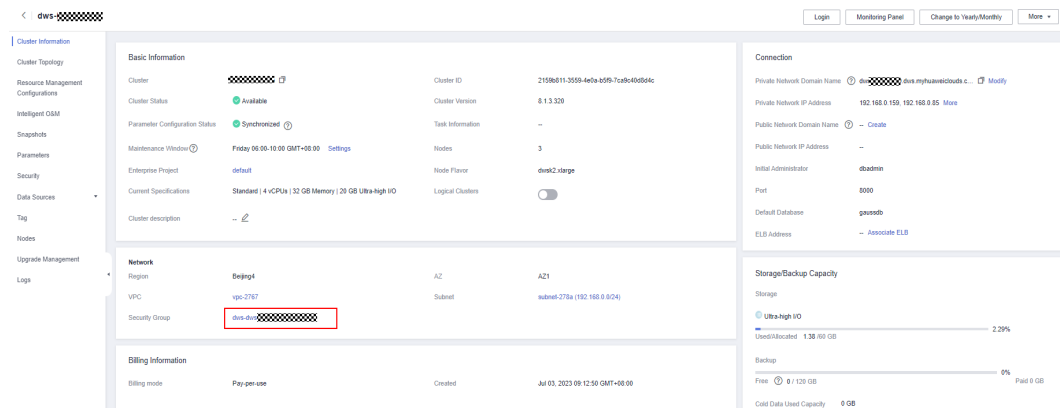 dws-
Login
Monitoring Panel
Change to Yearly/Monthly
More
Cluster Information
Cluster Topology
Resource Management
Configurations
Intelligent O&M
Snapshots
Parameters
Security
Data Sources
Tag
Nodes
Upgrade Management
Logs
Basic Information
Cluster
Cluster ID 2159b811-3559-4e0a-b5f9-7ca9c40d8d4c
Cluster Status Available
Cluster Version 8.1.3.320
Parameter Configuration Status Synchronized
Task Information --
Maintenance Window Friday 06:00-10:00 GMT+08:00 Settings
Nodes 3
Enterprise Project default
Node Flavor dwsk2.xlarge
Current Specifications Standard | 4 vCPUs | 32 GB Memory | 20 GB Ultra-high I/O
Logical Clusters
Cluster description --
Network
Region Beijing4
AZ AZ1
VPC vpc-2767
Subnet subnet-278a (192.168.0.0/24)
Security Group dws-dws
Billing Information
Billing mode Pay-per-use
Created Jul 03, 2023 09:12:50 GMT+08:00
Connection
Private Network Domain Name .dws.myhuaweiclouds.c... Modify
Private Network IP Address 192.168.0.159, 192.168.0.85 More
Public Network Domain Name -- Create
Public Network IP Address --
Initial Administrator dbadmin
Port 8000
Default Database gaussdb
ELB Address -- Associate ELB
Storage/Backup Capacity
Storage
Ultra-high I/O
2.29%
Used/Allocated 1.38 /60 GB
Backup
0%
Free 0 / 120 GB Paid 0 GB
Cold Data Used Capacity 0 GB